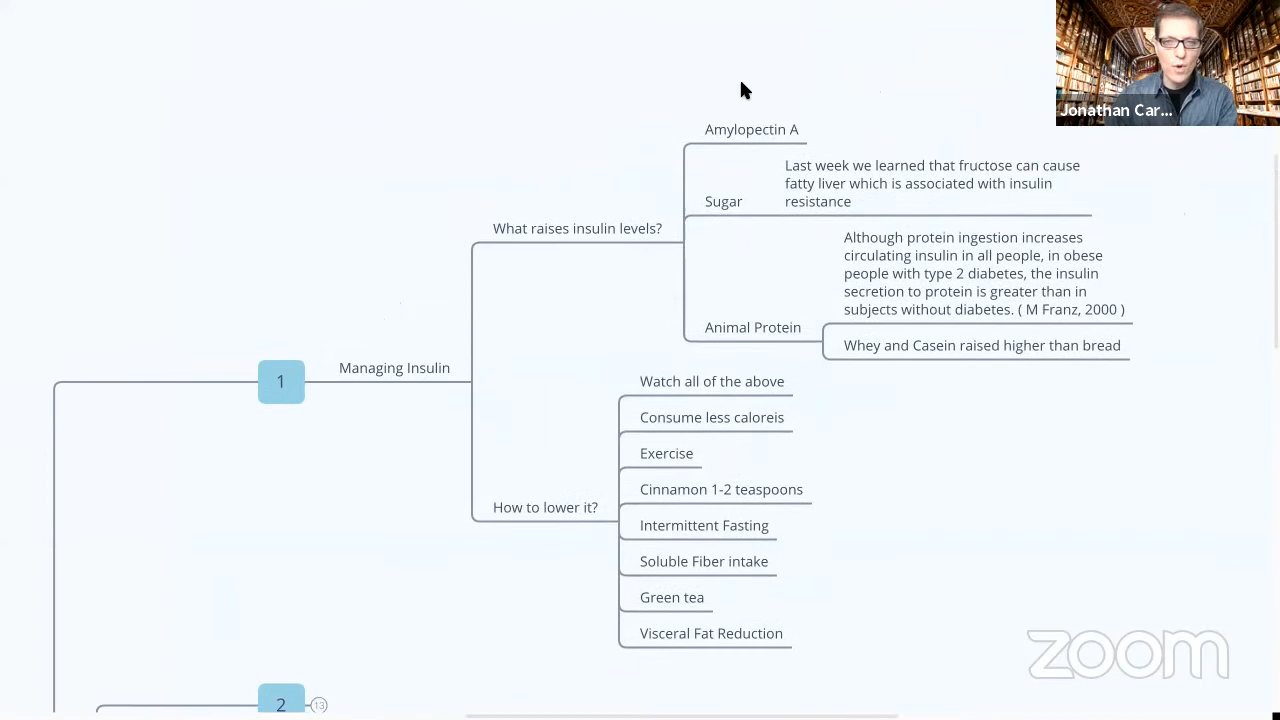 Jonathan Car...
Amylopectin A
Last week we learned that fructose can cause
fatty liver which is associated with insulin
resistance
Sugar
What raises insulin levels?
Although protein ingestion increases
circulating insulin in all people, in obese
people with type 2 diabetes, the insulin
secretion to protein is greater than in
subjects without diabetes. ( M Franz, 2000 )
Animal Protein
Whey and Casein raised higher than bread
1
Managing Insulin
Watch all of the above
Consume less caloreis
Exercise
Cinnamon 1-2 teaspoons
How to lower it?
Intermittent Fasting
Soluble Fiber intake
Green tea
Visceral Fat Reduction
zoom
2
13